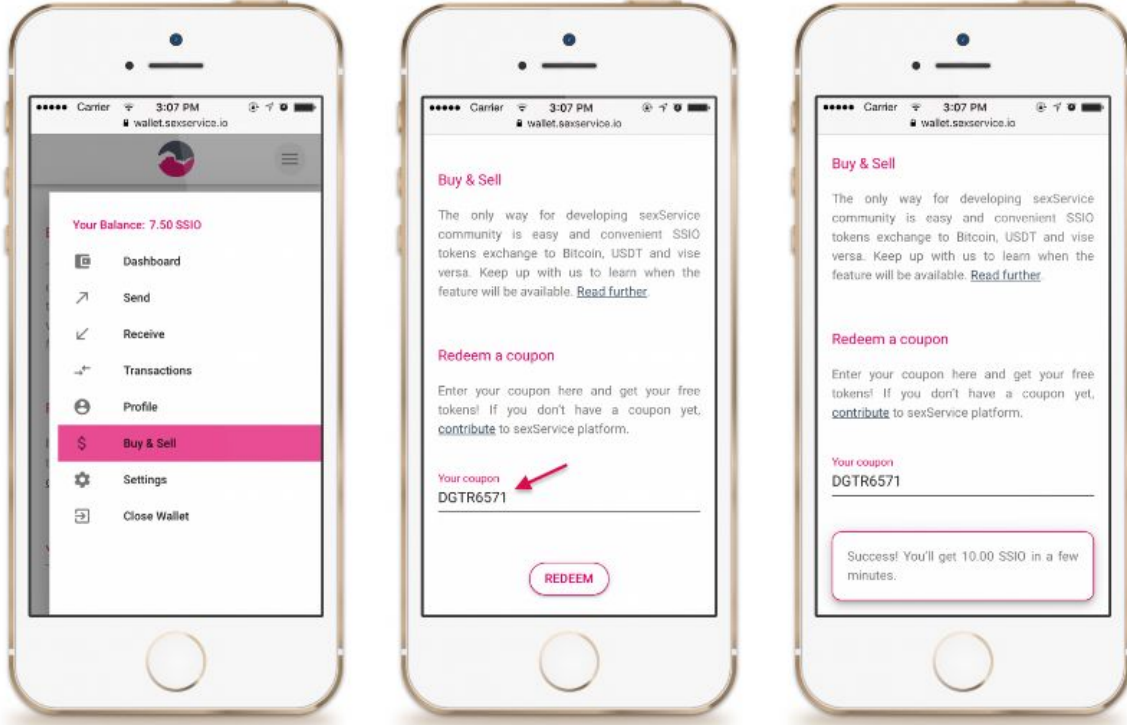 Carrier 3:07 PM
wallet.sexservice.io
Your Balance: 7.50 SSIO
Dashboard
Send
Receive
Transactions
Profile
Buy & Sell
Settings
Close Wallet
Carrier 3:07 PM
wallet.sexservice.io
Buy & Sell
The only way for developing sexService
community is easy and convenient SSIO
tokens exchange to Bitcoin, USDT and vise
versa. Keep up with us to learn when the
feature will be available. Read further.
Redeem a coupon
Enter your coupon here and get your free
tokens! If you don't have a coupon yet,
contribute to sexService platform.
Your coupon
DGTR6571
REDEEM
Carrier 3:07 PM
wallet.sexservice.io
Buy & Sell
The only way for developing sexService
community is easy and convenient SSIO
tokens exchange to Bitcoin, USDT and vise
versa. Keep up with us to learn when the
feature will be available. Read further.
Redeem a coupon
Enter your coupon here and get your free
tokens! If you don't have a coupon yet,
contribute to sexService platform.
Your coupon
DGTR6571
Success! You'll get 10.00 SSIO in a few
minutes.